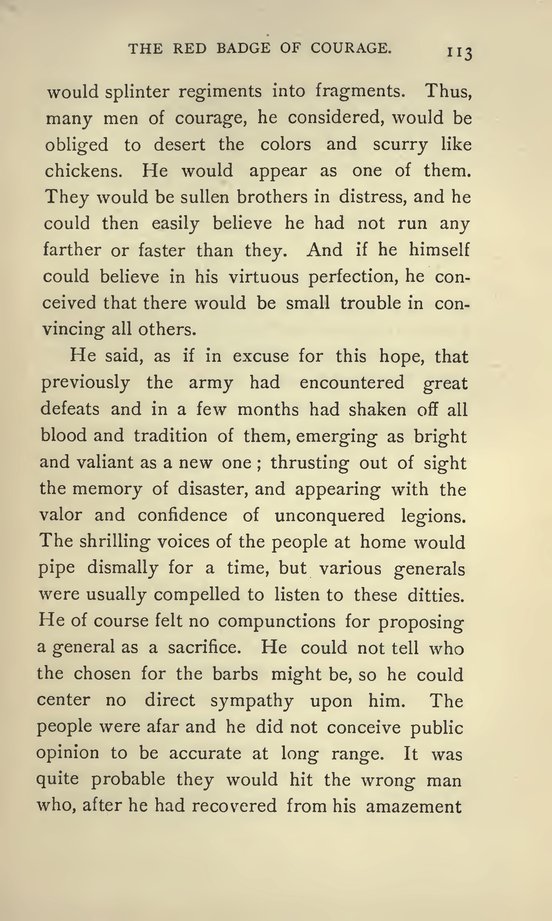 THE RED BADGE OF COURAGE. 113
would splinter regiments into fragments. Thus,
many men of courage, he considered, would be
obliged to desert the colors and scurry like
chickens. He would appear as one of them.
They would be sullen brothers in distress, and he
could then easily believe he had not run any
farther or faster than they. And if he himself
could believe in his virtuous perfection, he con-
ceived that there would be small trouble in con-
vincing all others.
He said, as if in excuse for this hope, that
previously the army had encountered great
defeats and in a few months had shaken off all
blood and tradition of them, emerging as bright
and valiant as a new one ; thrusting out of sight
the memory of disaster, and appearing with the
valor and confidence of unconquered legions.
The shrilling voices of the people at home would
pipe dismally for a time, but various generals
were usually compelled to listen to these ditties.
He of course felt no compunctions for proposing
a general as a sacrifice. He could not tell who
the chosen for the barbs might be, so he could
center no direct sympathy upon him. The
people were afar and he did not conceive public
opinion to be accurate at long range. It was
quite probable they would hit the wrong man
who, after he had recovered from his amazement